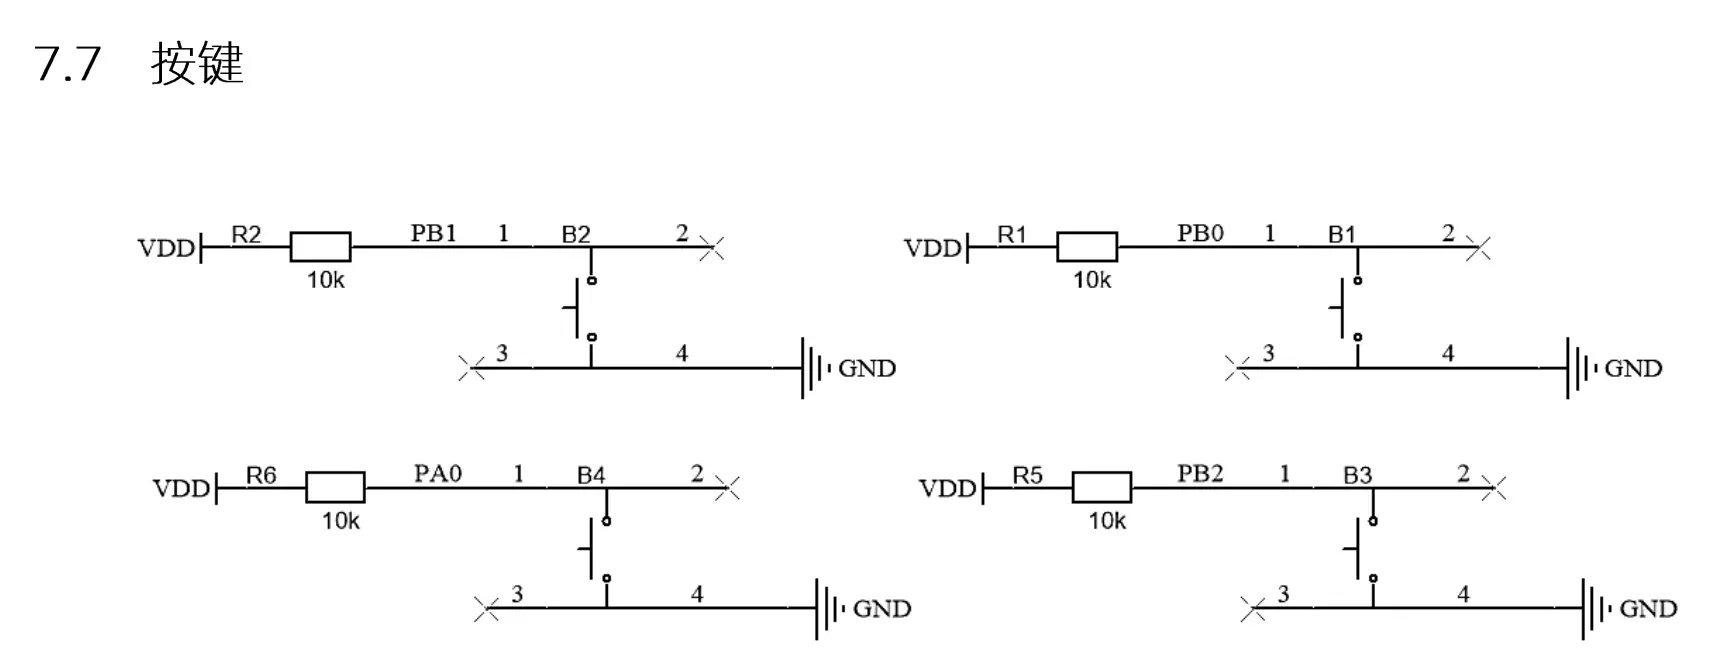 7.7 按键
VDD R2 PB1 1 B2 2
10k
3 4 GND
VDD R1 PB0 1 B1 2
10k
3 4 GND
VDD R6 PA0 1 B4 2
10k
3 4 GND
VDD R5 PB2 1 B3 2
10k
3 4 GND